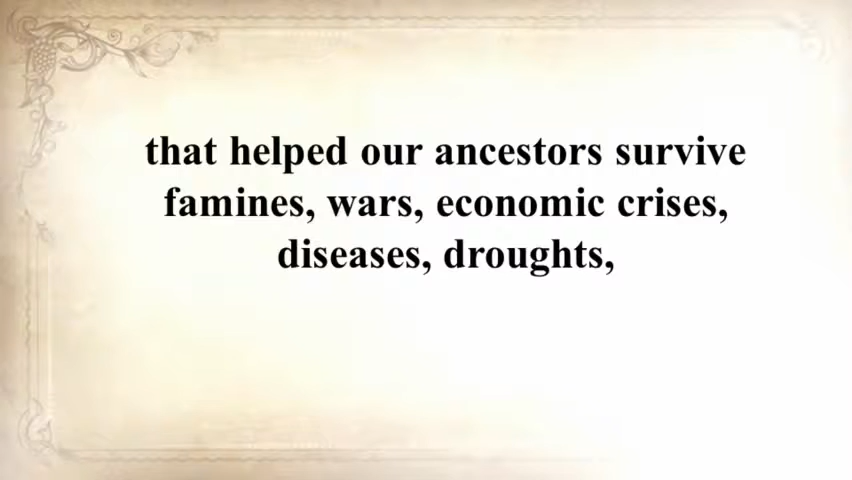 that helped our ancestors survive
famines, wars, economic crises,
diseases, droughts,